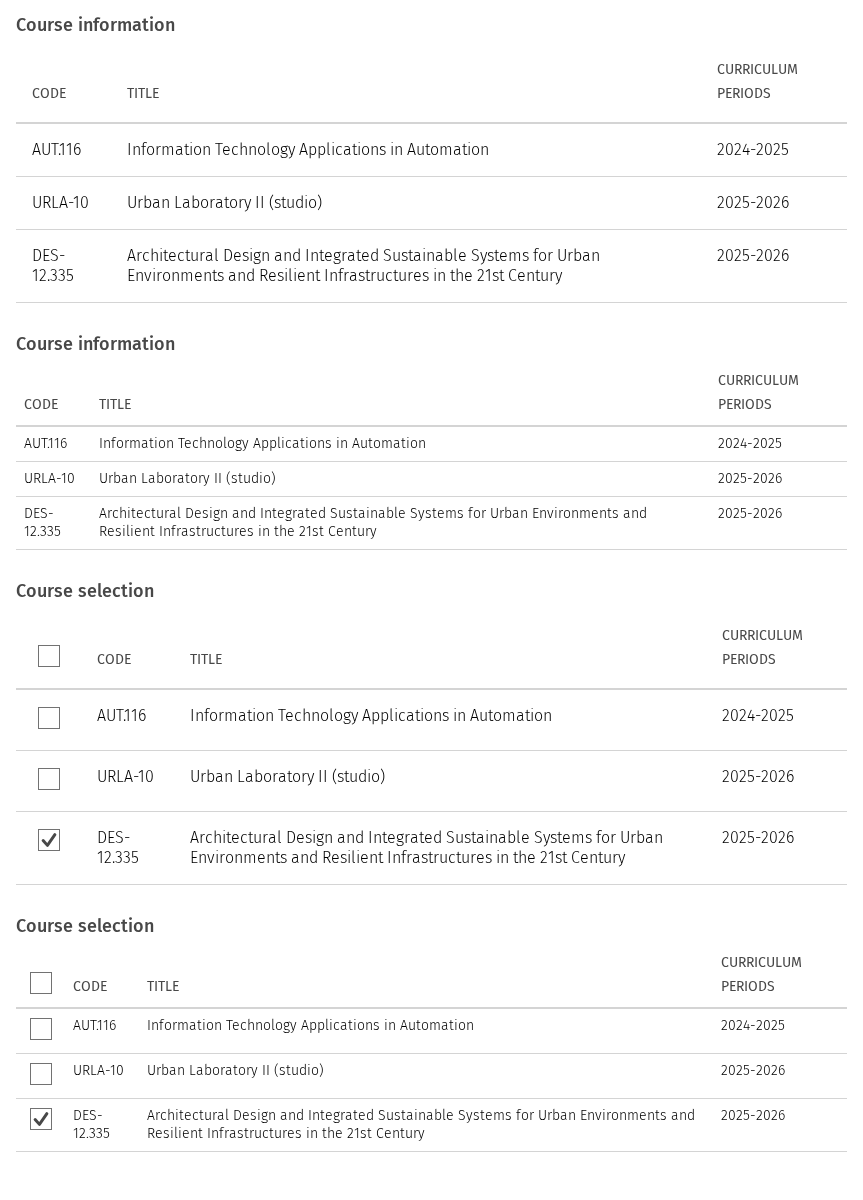 Course information
CODE TITLE CURRICULUM PERIODS
AUT.116 Information Technology Applications in Automation 2024-2025
URLA-10 Urban Laboratory II (studio) 2025-2026
DES- Architectural Design and Integrated Sustainable Systems for Urban 2025-2026
12.335 Environments and Resilient Infrastructures in the 21st Century
Course information
CODE TITLE CURRICULUM PERIODS
AUT.116 Information Technology Applications in Automation 2024-2025
URLA-10 Urban Laboratory II (studio) 2025-2026
DES- Architectural Design and Integrated Sustainable Systems for Urban Environments and 2025-2026
12.335 Resilient Infrastructures in the 21st Century
Course selection
CODE TITLE CURRICULUM PERIODS
AUT.116 Information Technology Applications in Automation 2024-2025
URLA-10 Urban Laboratory II (studio) 2025-2026
DES- Architectural Design and Integrated Sustainable Systems for Urban 2025-2026
12.335 Environments and Resilient Infrastructures in the 21st Century
Course selection
CODE TITLE CURRICULUM PERIODS
AUT.116 Information Technology Applications in Automation 2024-2025
URLA-10 Urban Laboratory II (studio) 2025-2026
DES- Architectural Design and Integrated Sustainable Systems for Urban Environments and 2025-2026
12.335 Resilient Infrastructures in the 21st Century